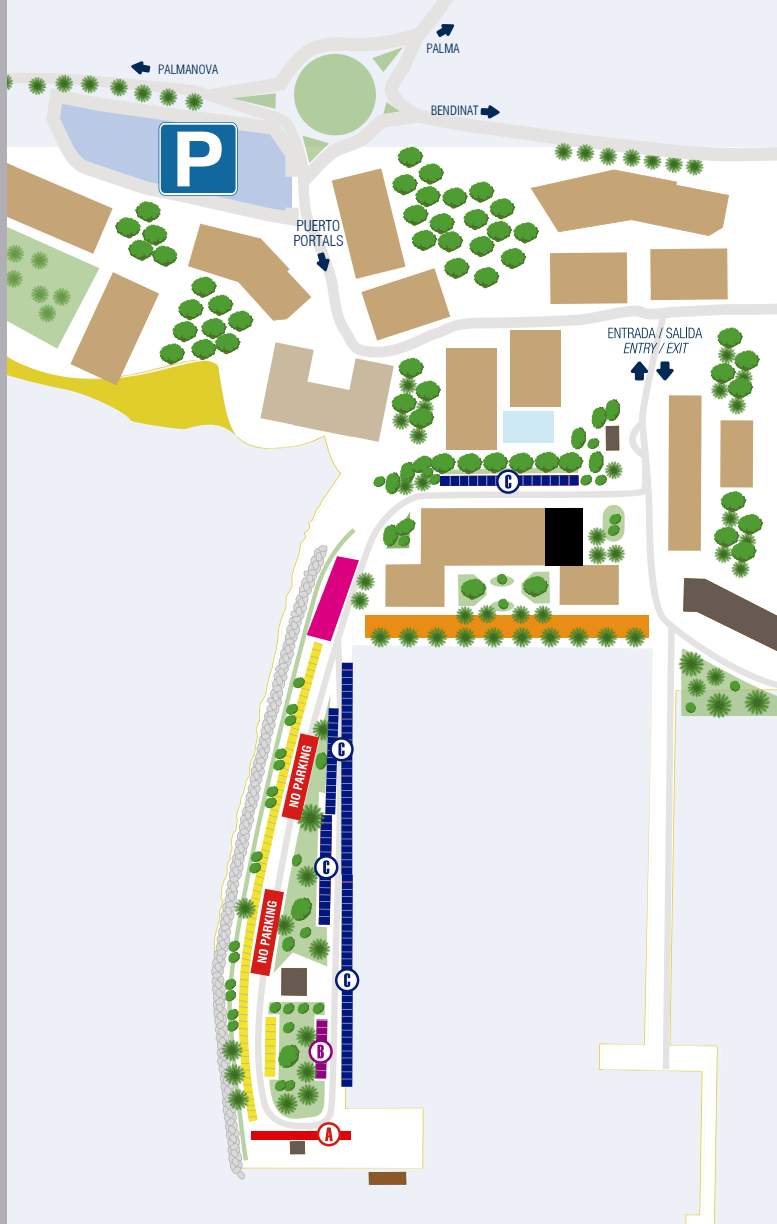 PALMA
PALMANOVA
BENDINAT
P
PUERTO
PORTALS
ENTRADA / SALIDA
ENTRY / EXIT
C
C
NO PARKING
C
NO PARKING
C
B
A